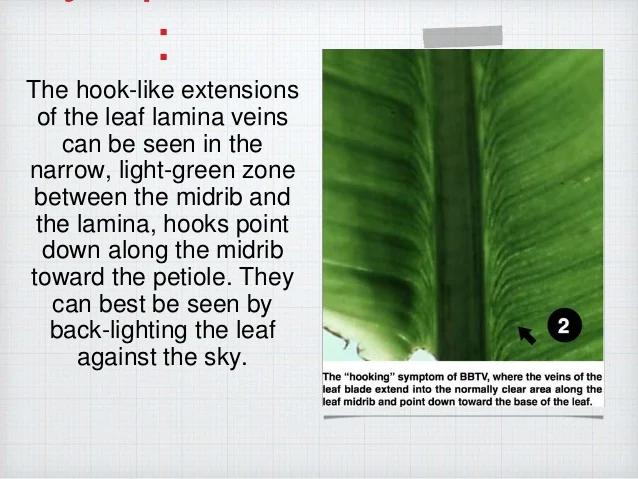 :
The hook-like extensions
of the leaf lamina veins
can be seen in the
narrow, light-green zone
between the midrib and
the lamina, hooks point
down along the midrib
toward the petiole. They
can best be seen by
back-lighting the leaf
against the sky.
2
The “hooking” symptom of BBTV, where the veins of the
leaf blade extend into the normally clear area along the
leaf midrib and point down toward the base of the leaf.